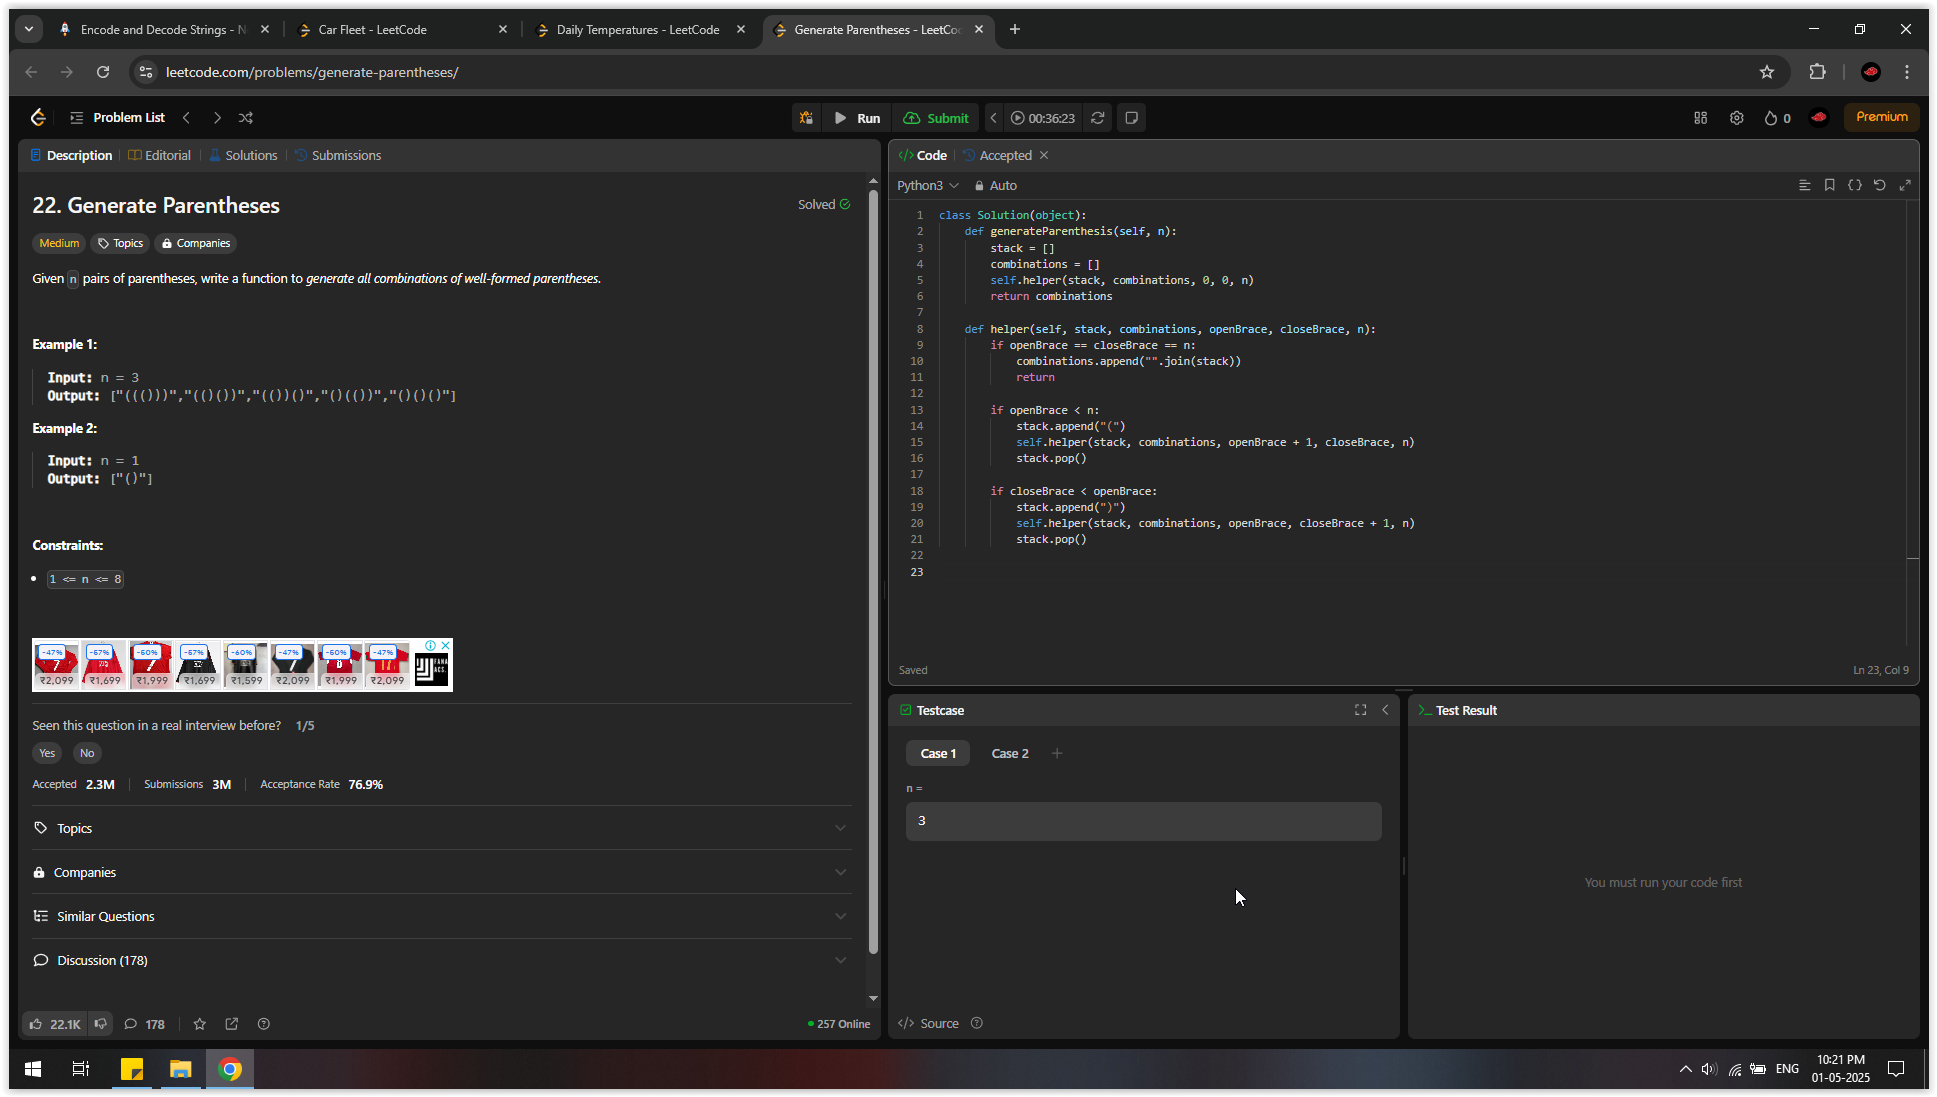 Encode and Decode Strings - N
Car Fleet - LeetCode
Daily Temperatures - LeetCode
Generate Parentheses - LeetCo
leetcode.com/problems/generate-parentheses/
Problem List
Run
Submit
00:36:23
0
Premium
Description
Editorial
Solutions
Submissions
22. Generate Parentheses
Solved
Medium
Topics
Companies
Given n pairs of parentheses, write a function to generate all combinations of well-formed parentheses.
Example 1:
Input: n = 3
Output: ["((()))","(()())","(())()","()(())","()()()"]
Example 2:
Input: n = 1
Output: ["()"]
Constraints:
1 <= n <= 8
-47% -57% -60% -57% -60% -47% -60% -47%
₹2,099 ₹1,699 ₹1,999 ₹1,699 ₹1,599 ₹2,099 ₹1,999 ₹2,099
Seen this question in a real interview before? 1/5
Yes
No
Accepted 2.3M
Submissions 3M
Acceptance Rate 76.9%
Topics
Companies
Similar Questions
Discussion (178)
22.1K
178
257 Online
Code
Accepted
Python3
Auto
1 class Solution(object):
2     def generateParenthesis(self, n):
3         stack = []
4         combinations = []
5         self.helper(stack, combinations, 0, 0, n)
6         return combinations
7
8     def helper(self, stack, combinations, openBrace, closeBrace, n):
9         if openBrace == closeBrace == n:
10             combinations.append("".join(stack))
11             return
12
13         if openBrace < n:
14             stack.append("(")
15             self.helper(stack, combinations, openBrace + 1, closeBrace, n)
16             stack.pop()
17
18         if closeBrace < openBrace:
19             stack.append(")")
20             self.helper(stack, combinations, openBrace, closeBrace + 1, n)
21             stack.pop()
22
23
Saved
Ln 23, Col 9
Testcase
Case 1
Case 2
n =
3
Source
Test Result
You must run your code first
ENG
10:21 PM
01-05-2025